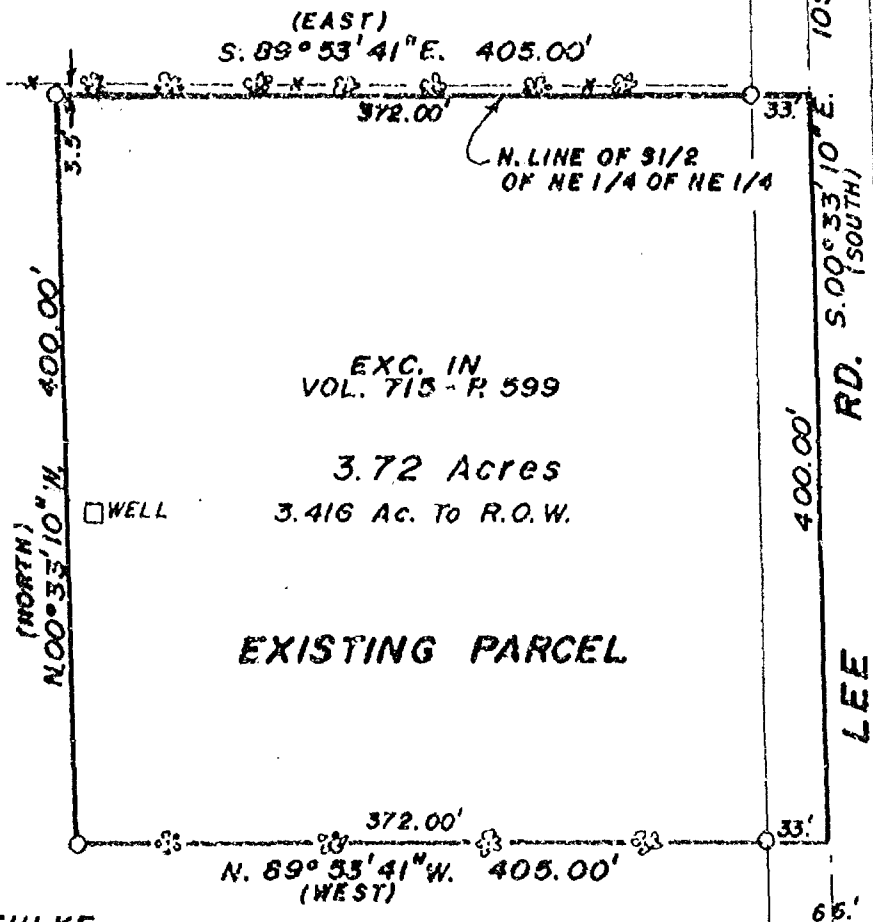 (EAST)
S. 89° 53' 41" E. 405.00'
372.00'
33'
3.5'
N. LINE OF S1/2
OF NE 1/4 OF NE 1/4
S. 00° 33' 10" E.
(SOUTH)
400.00'
(NORTH)
N. 00° 33' 10" W.
400.00'
EXC. IN
VOL. 715 - P. 599
3.72 Acres
3.416 Ac. To R.O.W.
WELL
EXISTING PARCEL
LEE RD.
372.00'
33'
N. 89° 53' 41" W. 405.00'
(WEST)
66.'